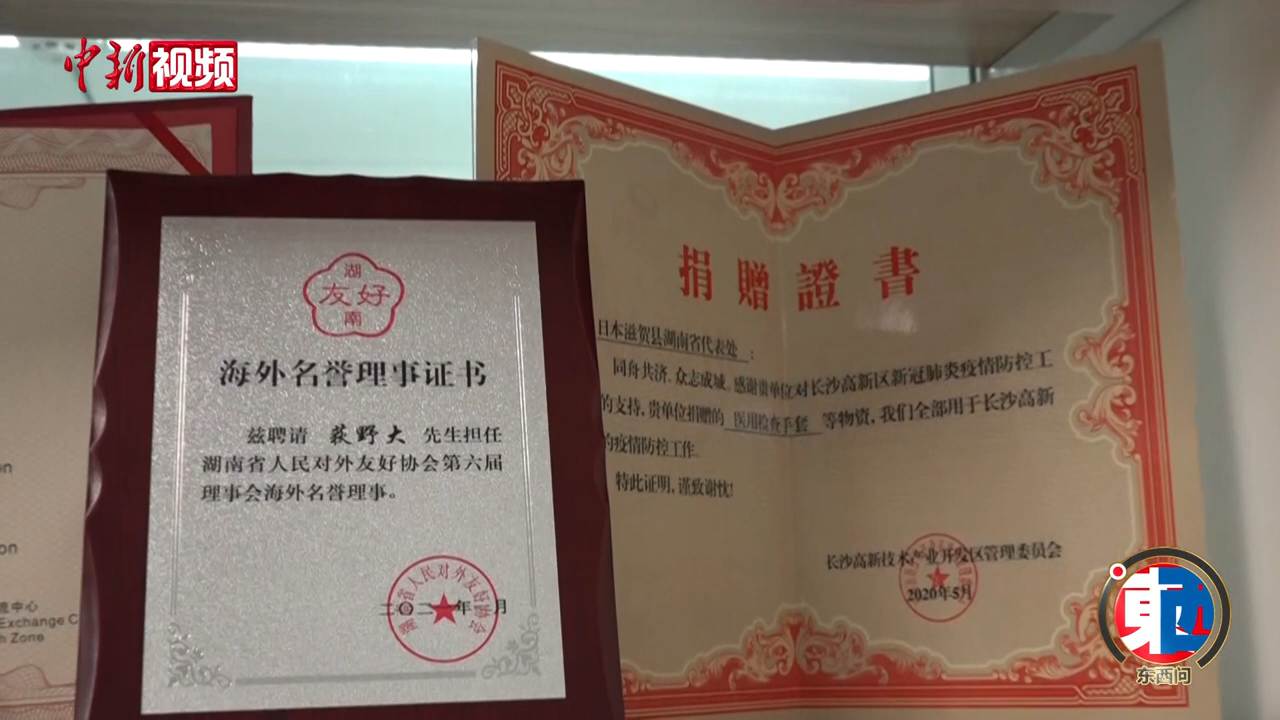 中新视频
湖
友好
南
海外名誉理事证书
兹聘请 荻野大 先生担任
湖南省人民对外友好协会第六届
理事会海外名誉理事。
湖南省人民对外友好协会
捐贈證書
日本滋贺县湖南省代表处：
同舟共济，众志成城。感谢贵单位对长沙高新区新冠肺炎疫情防控工
的支持，贵单位捐赠的 医用检查手套 等物资，我们全部用于长沙高新
的疫情防控工作。
特此证明，谨致谢忱！
长沙高新技术产业开发区管理委员会
2020年5月
on
on
流中心
Exchange C
h Zone
东西问